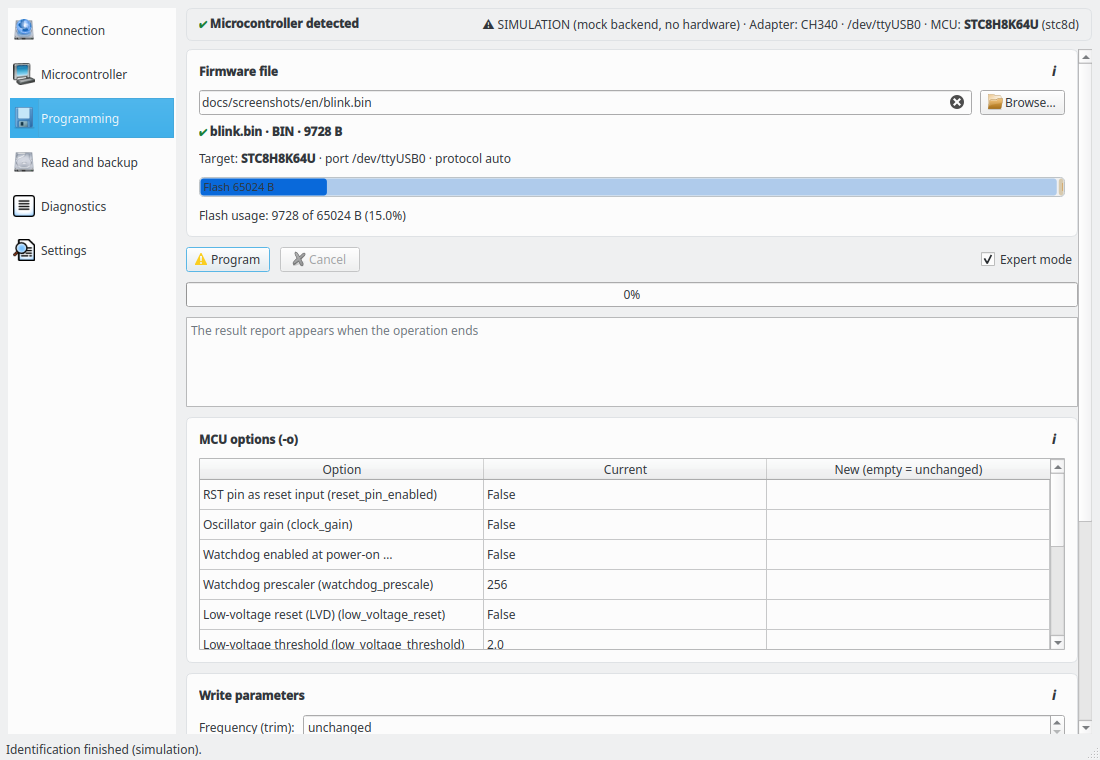 Connection
Microcontroller
Programming
Read and backup
Diagnostics
Settings
✔ Microcontroller detected
⚠ SIMULATION (mock backend, no hardware) · Adapter: CH340 · /dev/ttyUSB0 · MCU: STC8H8K64U (stc8d)
Firmware file
i
docs/screenshots/en/blink.bin
Browse...
✔ blink.bin · BIN · 9728 B
Target: STC8H8K64U · port /dev/ttyUSB0 · protocol auto
Flash 65024 B
Flash usage: 9728 of 65024 B (15.0%)
Program
Cancel
Expert mode
0%
The result report appears when the operation ends
MCU options (-o)
i
Option Current New (empty = unchanged)
RST pin as reset input (reset_pin_enabled) False
Oscillator gain (clock_gain) False
Watchdog enabled at power-on ... False
Watchdog prescaler (watchdog_prescale) 256
Low-voltage reset (LVD) (low_voltage_reset) False
Low-voltage threshold (low_voltage_threshold) 2.0
Write parameters
i
Frequency (trim): unchanged
Identification finished (simulation).